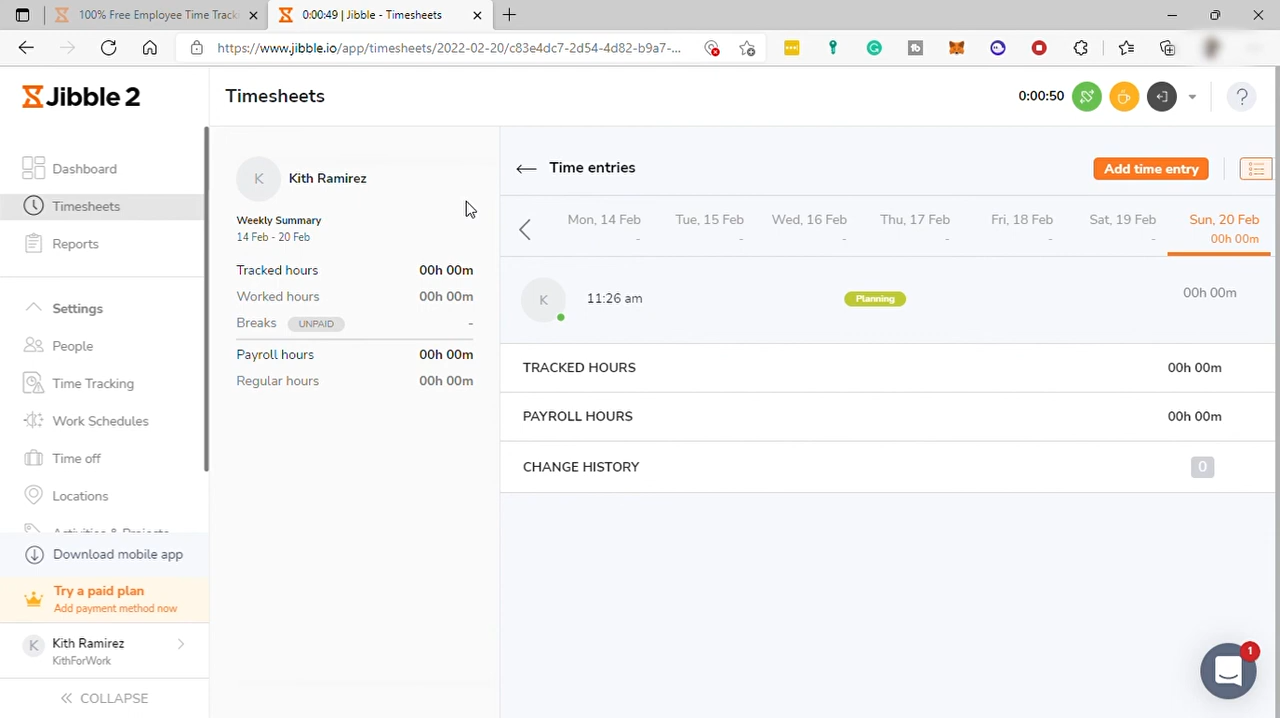 100% Free Employee Time Track
0:00:49 | Jibble - Timesheets
https://www.jibble.io/app/timesheets/2022-02-20/c83e4dc7-2d54-4d82-b9a7-...
Jibble 2
Timesheets
0:00:50
?
Dashboard
Timesheets
Reports
Settings
People
Time Tracking
Work Schedules
Time off
Locations
Activities & Projects
Download mobile app
Try a paid plan
Add payment method now
K
Kith Ramirez
KithForWork
COLLAPSE
K
Kith Ramirez
Weekly Summary
14 Feb - 20 Feb
Tracked hours 00h 00m
Worked hours 00h 00m
Breaks UNPAID -
Payroll hours 00h 00m
Regular hours 00h 00m
Time entries
Add time entry
Mon, 14 Feb Tue, 15 Feb Wed, 16 Feb Thu, 17 Feb Fri, 18 Feb Sat, 19 Feb Sun, 20 Feb
- - - - - - 00h 00m
K 11:26 am Planning 00h 00m
TRACKED HOURS 00h 00m
PAYROLL HOURS 00h 00m
CHANGE HISTORY 0
1